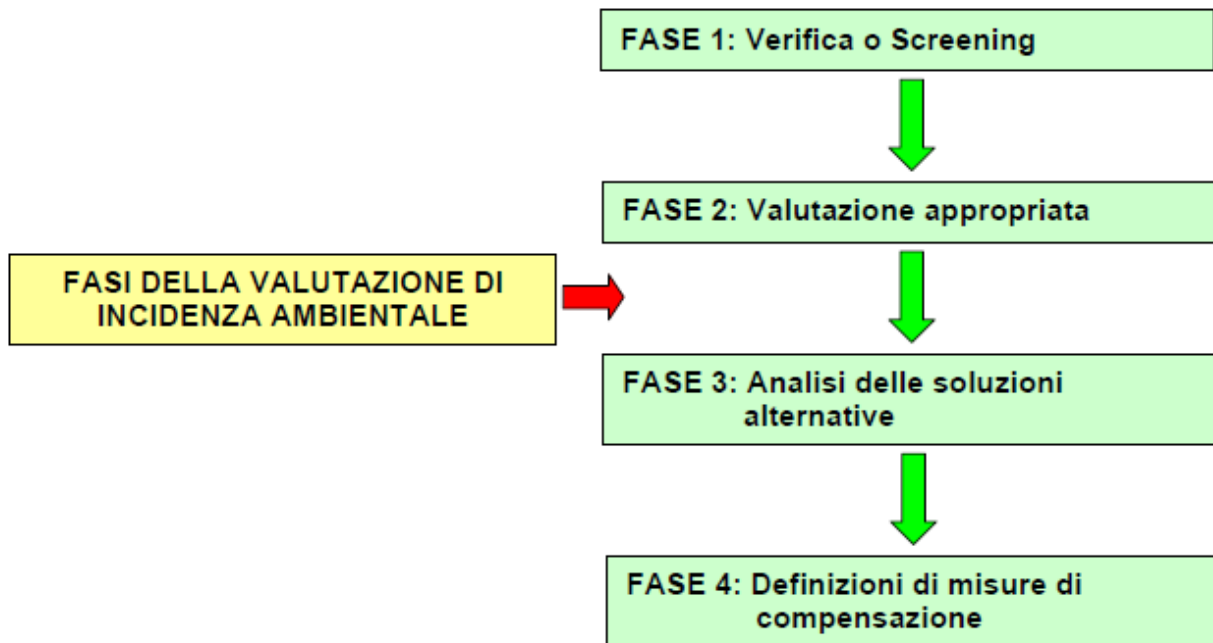 FASE 1: Verifica o Screening
FASE 2: Valutazione appropriata
FASI DELLA VALUTAZIONE DI
INCIDENZA AMBIENTALE
FASE 3: Analisi delle soluzioni
alternative
FASE 4: Definizioni di misure di
compensazione